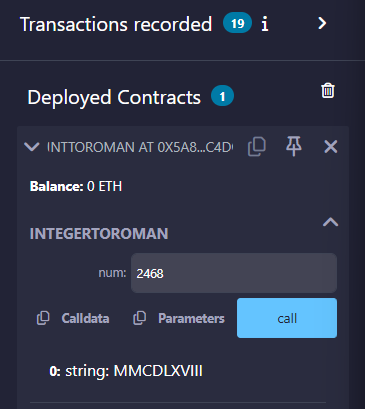 Transactions recorded 19 i
Deployed Contracts 1
INTTOROMAN AT 0X5A8...C4D
Balance: 0 ETH
INTEGERTOROMAN
num: 2468
Calldata Parameters call
0: string: MMCDLXVIII